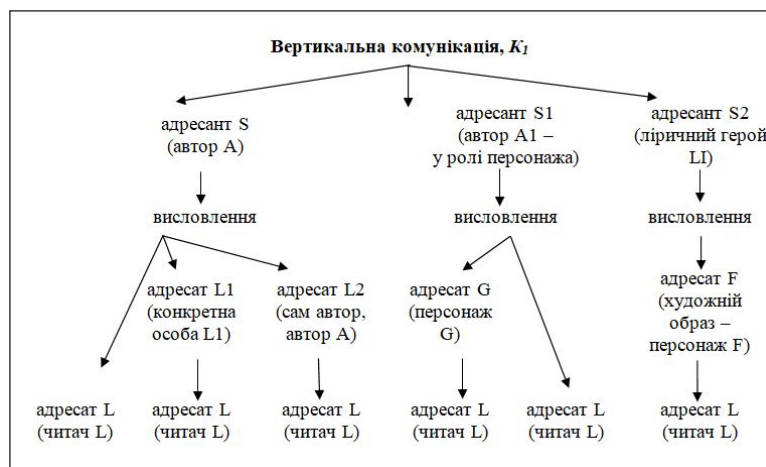 Вертикальна комунікація, К1
адресант S
(автор А)
адресант S1
(автор А1 –
у ролі персонажа)
адресант S2
(ліричний герой
LI)
висловлення
висловлення
висловлення
адресат L1
(конкретна
особа L1)
адресат L2
(сам автор,
автор А)
адресат G
(персонаж
G)
адресат F
(художній
образ –
персонаж F)
адресат L
(читач L)
адресат L
(читач L)
адресат L
(читач L)
адресат L
(читач L)
адресат L
(читач L)
адресат L
(читач L)